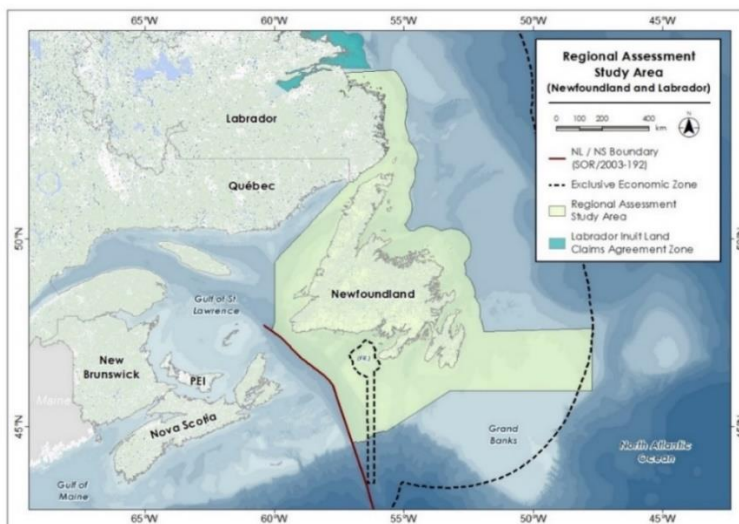 65°W 60°W 55°W 50°W 45°W
Regional Assessment
Study Area
(Newfoundland and Labrador)
0 100 200 400
km
N
NL / NS Boundary
(SOR/2003-192)
Exclusive Economic Zone
Regional Assessment
Study Area
Labrador Inuit Land
Claims Agreement Zone
Labrador
Québec
50°N
50°N
Newfoundland
Gulf of St.
Lawrence
(FR.)
New
Brunswick
PEI
Maine
Nova Scotia
45°N
45°N
Grand
Banks
North Atlantic
Ocean
Gulf of
Maine
65°W 60°W 55°W 50°W 45°W